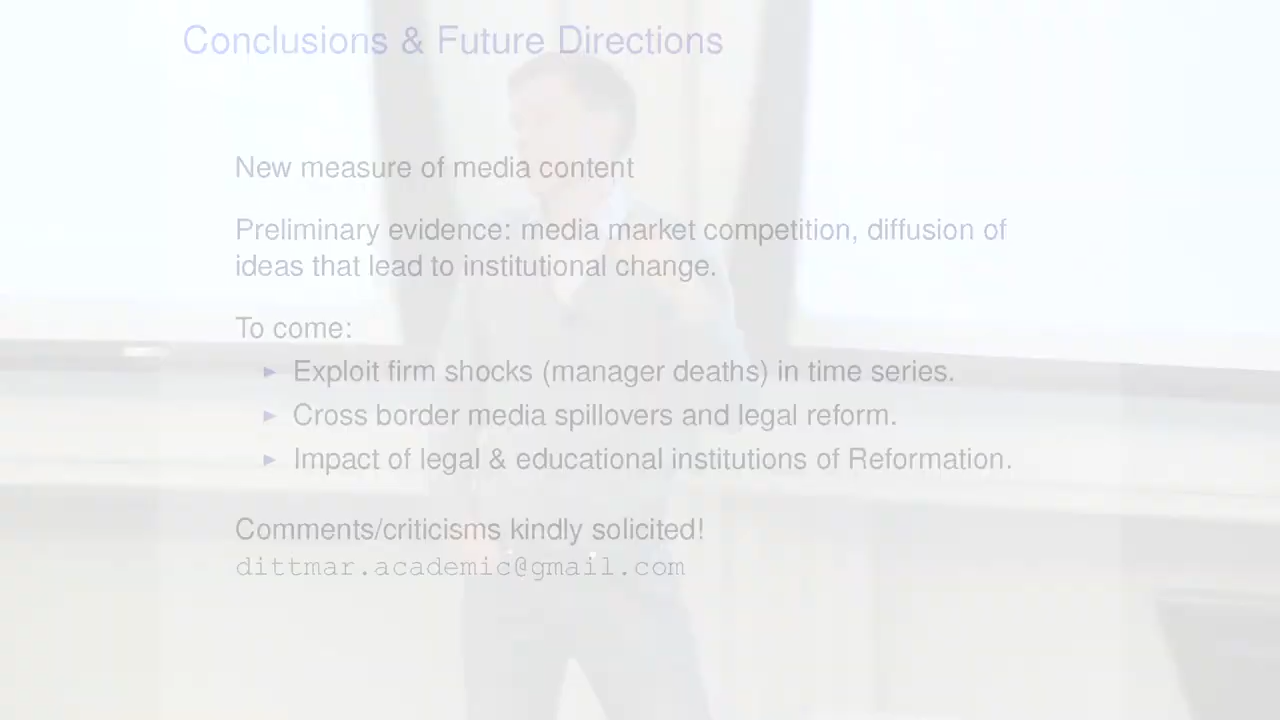 Conclusions & Future Directions
New measure of media content
Preliminary evidence: media market competition, diffusion of
ideas that lead to institutional change.
To come:
► Exploit firm shocks (manager deaths) in time series.
► Cross border media spillovers and legal reform.
► Impact of legal & educational institutions of Reformation.
Comments/criticisms kindly solicited!
dittmar.academic@gmail.com